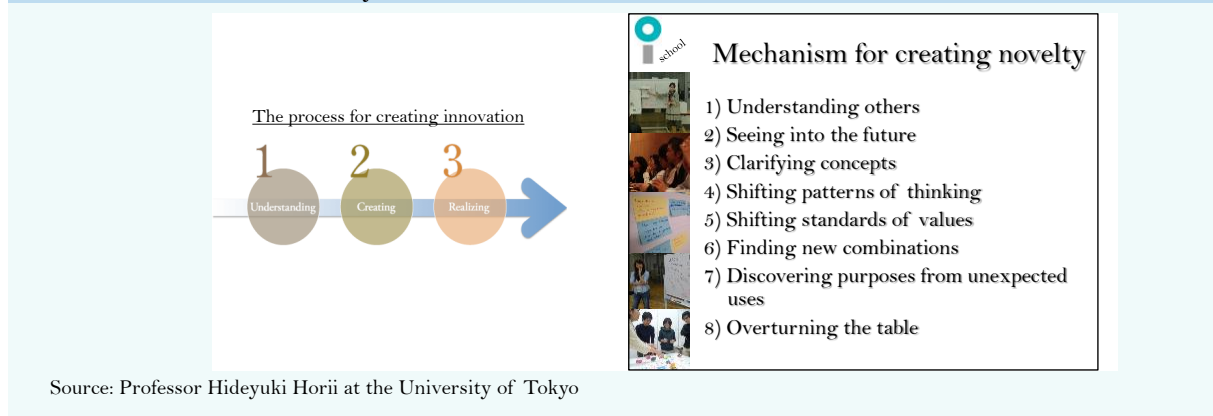 The process for creating innovation
1 2 3
Understanding Creating Realizing
school
Mechanism for creating novelty
1) Understanding others
2) Seeing into the future
3) Clarifying concepts
4) Shifting patterns of thinking
5) Shifting standards of values
6) Finding new combinations
7) Discovering purposes from unexpected
uses
8) Overturning the table
Source: Professor Hideyuki Horii at the University of Tokyo